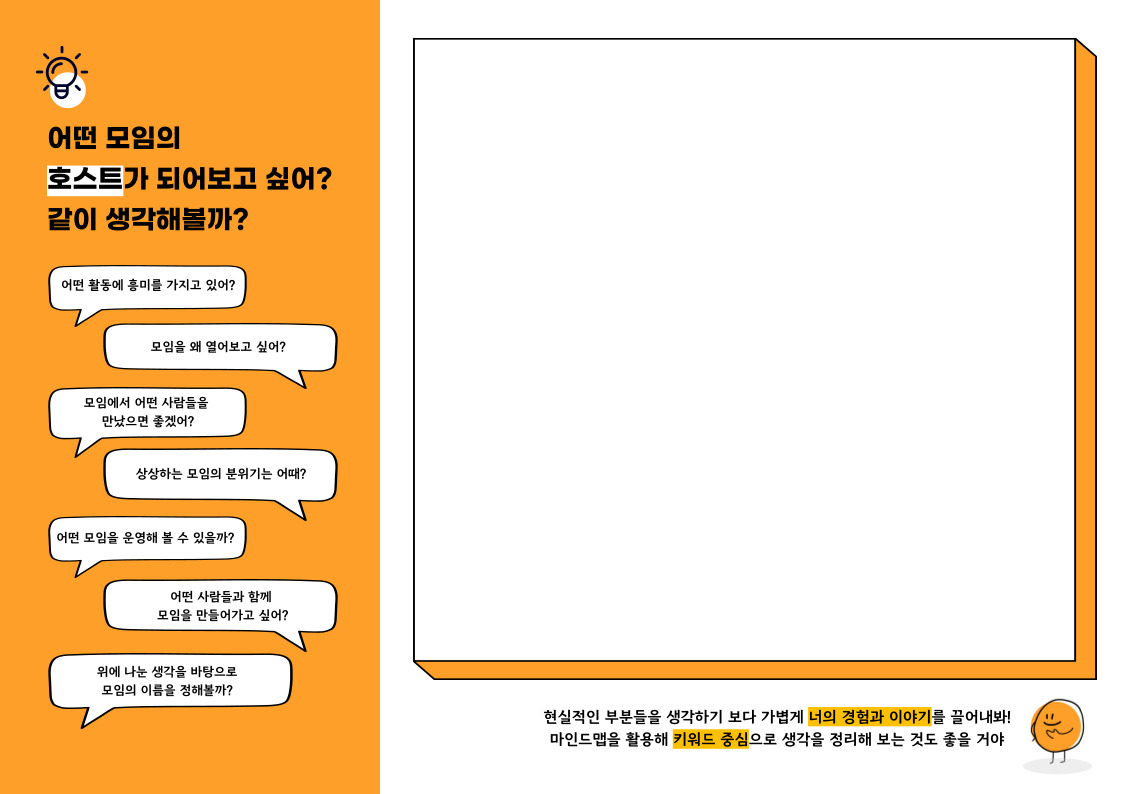 어떤 모임의
호스트가 되어보고 싶어?
같이 생각해볼까?
어떤 활동에 흥미를 가지고 있어?
모임을 왜 열어보고 싶어?
모임에서 어떤 사람들을
만났으면 좋겠어?
상상하는 모임의 분위기는 어때?
어떤 모임을 운영해 볼 수 있을까?
어떤 사람들과 함께
모임을 만들어가고 싶어?
위에 나눈 생각을 바탕으로
모임의 이름을 정해볼까?
현실적인 부분들을 생각하기 보다 가볍게 너의 경험과 이야기를 끌어내봐!
마인드맵을 활용해 키워드 중심으로 생각을 정리해 보는 것도 좋을 거야